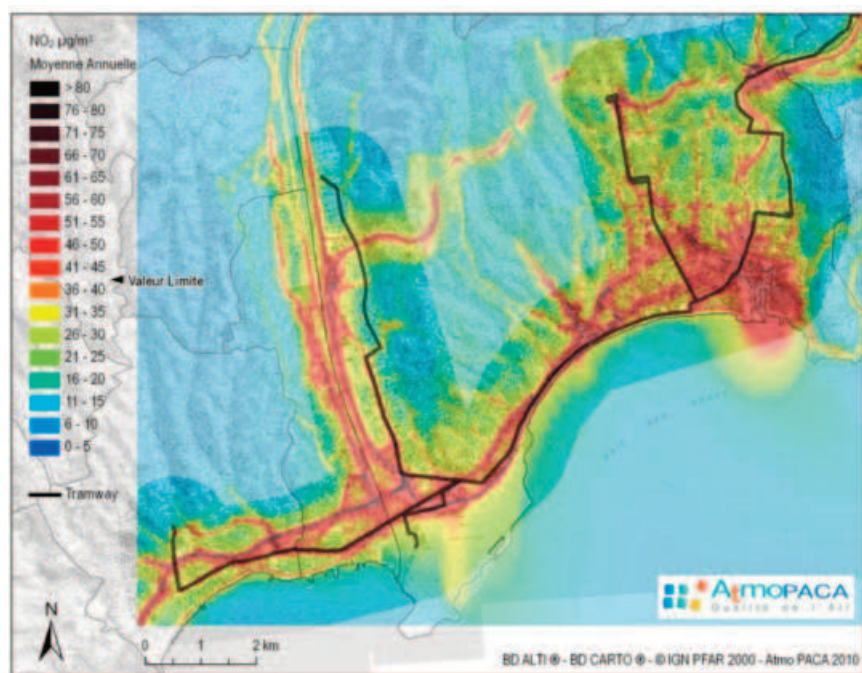 NO₂ µg/m³
Moyenne Annuelle
> 80
76 - 80
71 - 75
66 - 70
61 - 65
56 - 60
51 - 55
46 - 50
41 - 45
36 - 40
Valeur Limite
31 - 35
26 - 30
21 - 25
16 - 20
11 - 15
6 - 10
0 - 5
Tramway
N
0 1 2 km
AtmoPACA
Qualité de l'Air
BD ALTI ® - BD CARTO ® - © IGN PFAR 2000 - Atmo PACA 2010